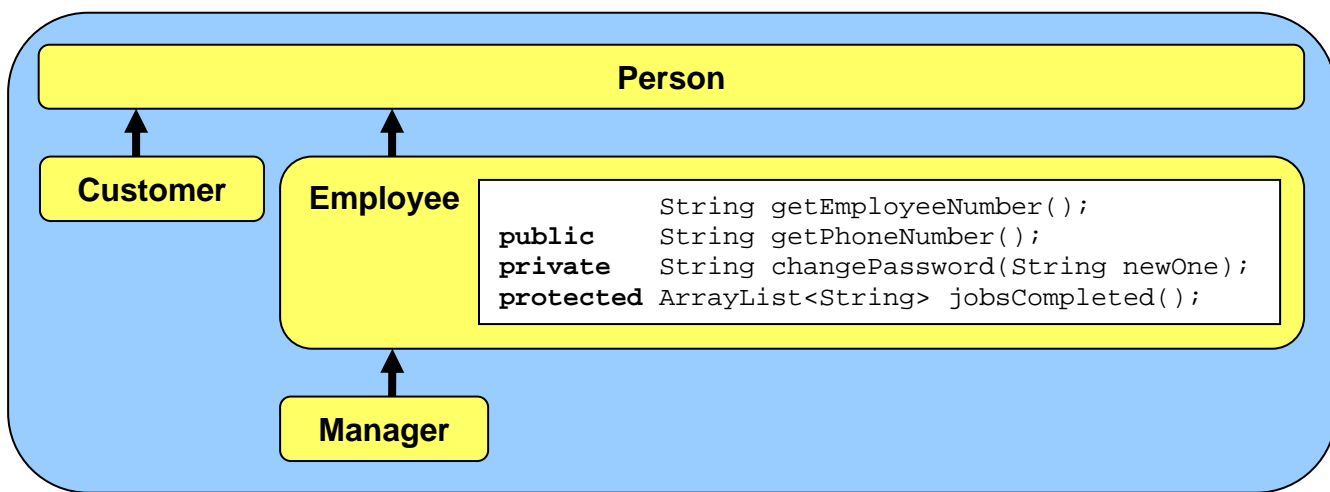 Person
Customer
Employee
String getEmployeeNumber();
public String getPhoneNumber();
private String changePassword(String newOne);
protected ArrayList<String> jobsCompleted();
Manager